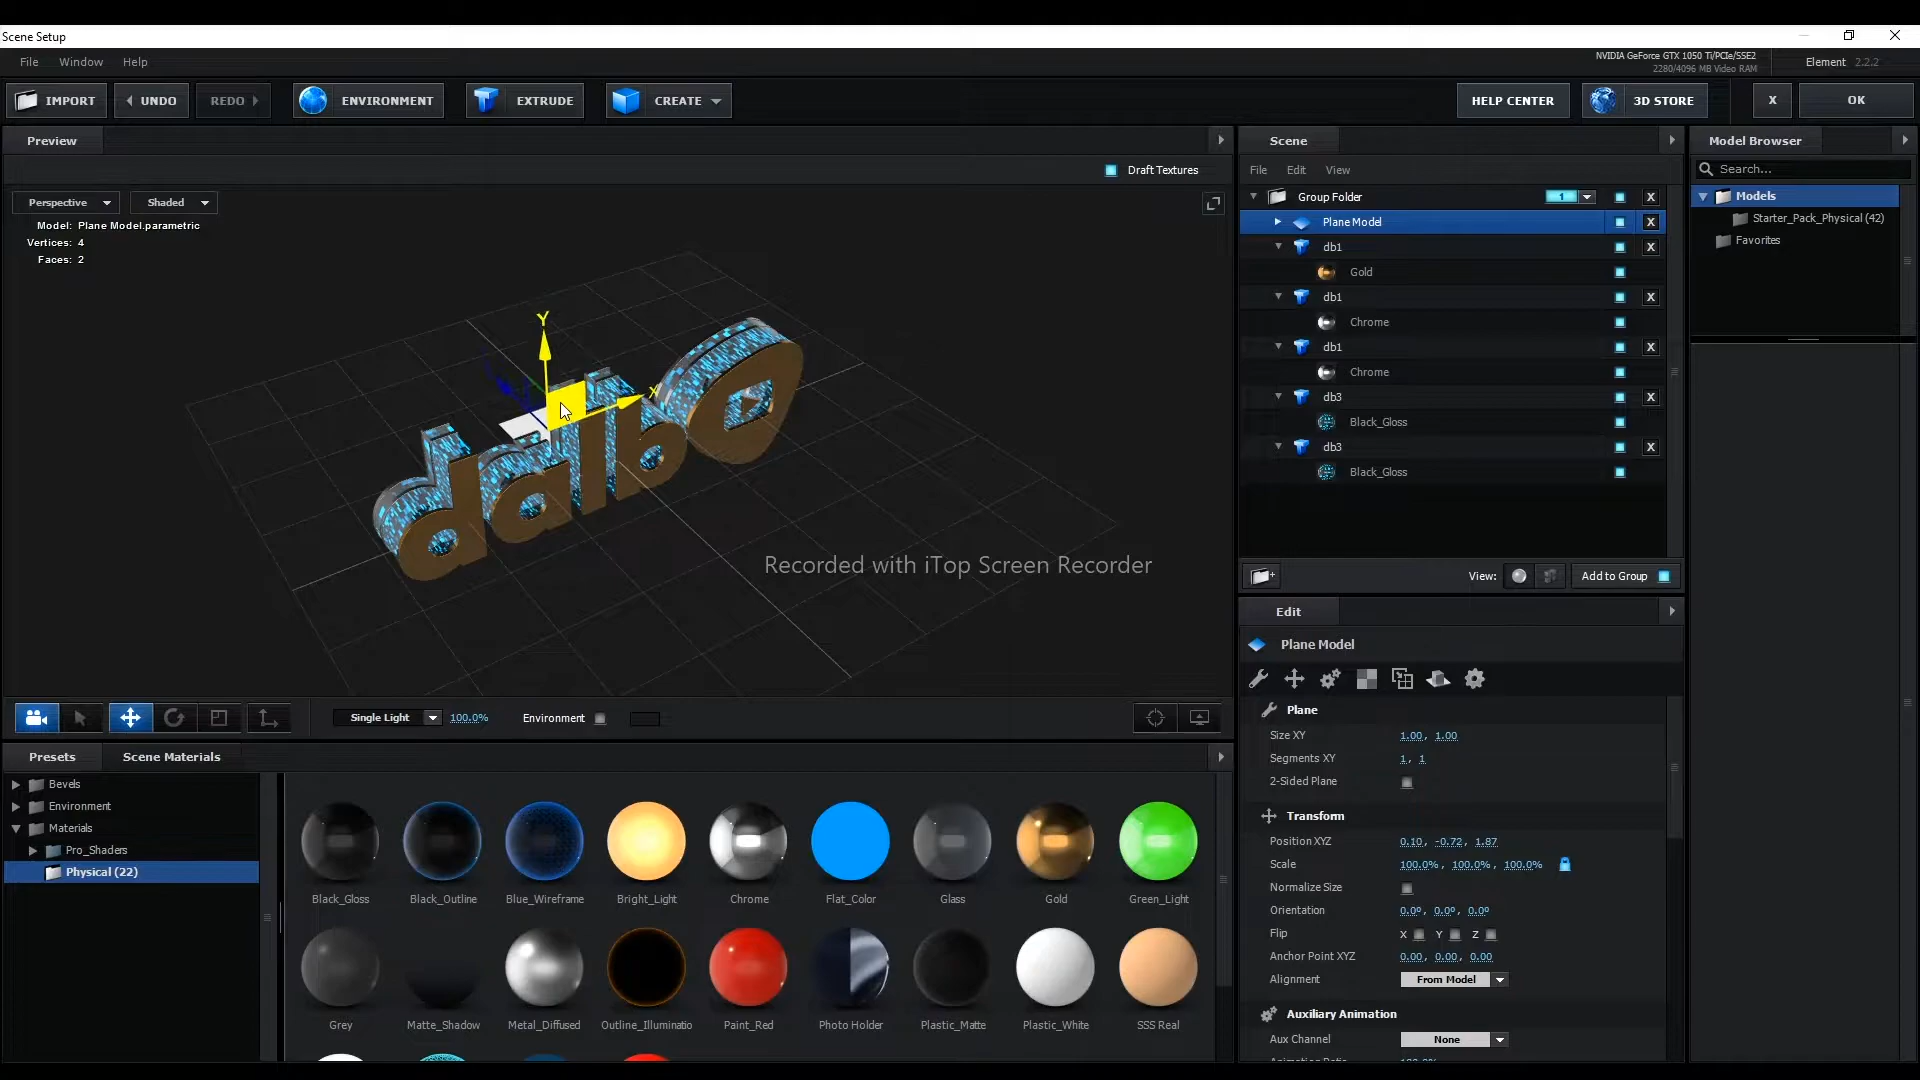 Scene Setup
File Window Help
NVIDIA GeForce GTX 1050 Ti/PCIe/SSE2
2280/4096 MB Video RAM
Element 2.2.2
IMPORT UNDO REDO ENVIRONMENT EXTRUDE CREATE HELP CENTER 3D STORE X OK
Preview
Draft Textures
Perspective Shaded
Model: Plane Model.parametric
Vertices: 4
Faces: 2
Y
X
dalbo
Recorded with iTop Screen Recorder
Single Light 100.0% Environment
Scene
File Edit View
Group Folder 1 X
Plane Model X
db1 X
Gold
db1 X
Chrome
db1 X
Chrome
db3 X
Black_Gloss
db3 X
Black_Gloss
View: Add to Group
Model Browser
Search...
Models
Starter_Pack_Physical (42)
Favorites
Edit
Plane Model
Plane
Size XY 1.00, 1.00
Segments XY 1, 1
2-Sided Plane
Transform
Position XYZ 0.10, -0.72, 1.87
Scale 100.0%, 100.0%, 100.0%
Normalize Size
Orientation 0.0º, 0.0º, 0.0º
Flip X Y Z
Anchor Point XYZ 0.00, 0.00, 0.00
Alignment From Model
Auxiliary Animation
Aux Channel None
Presets Scene Materials
Bevels
Environment
Materials
Pro_Shaders
Physical (22)
Black_Gloss Black_Outline Blue_Wireframe Bright_Light Chrome Flat_Color Glass Gold Green_Light
Grey Matte_Shadow Metal_Diffused Outline_Illuminatio Paint_Red Photo Holder Plastic_Matte Plastic_White SSS Real